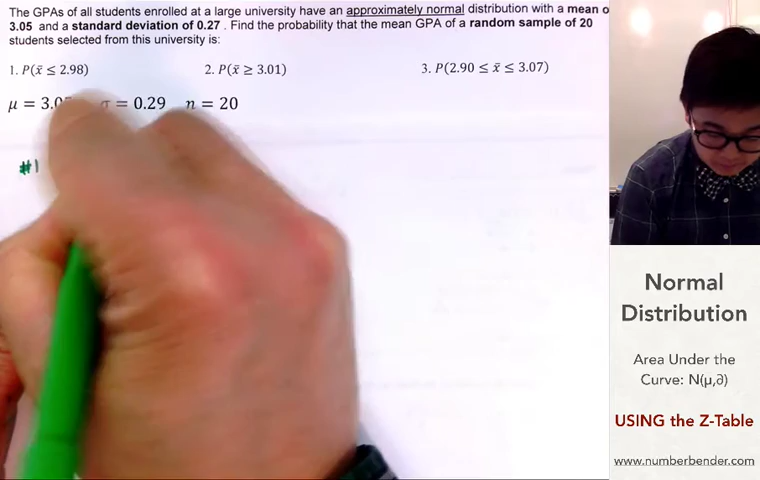 The GPAs of all students enrolled at a large university have an approximately normal distribution with a mean o
3.05 and a standard deviation of 0.27 . Find the probability that the mean GPA of a random sample of 20
students selected from this university is:
1. P(x̄ ≤ 2.98) 2. P(x̄ ≥ 3.01) 3. P(2.90 ≤ x̄ ≤ 3.07)
μ = 3.05 σ = 0.29 n = 20
#1
Normal
Distribution
Area Under the
Curve: N(μ,∂)
USING the Z-Table
www.numberbender.com